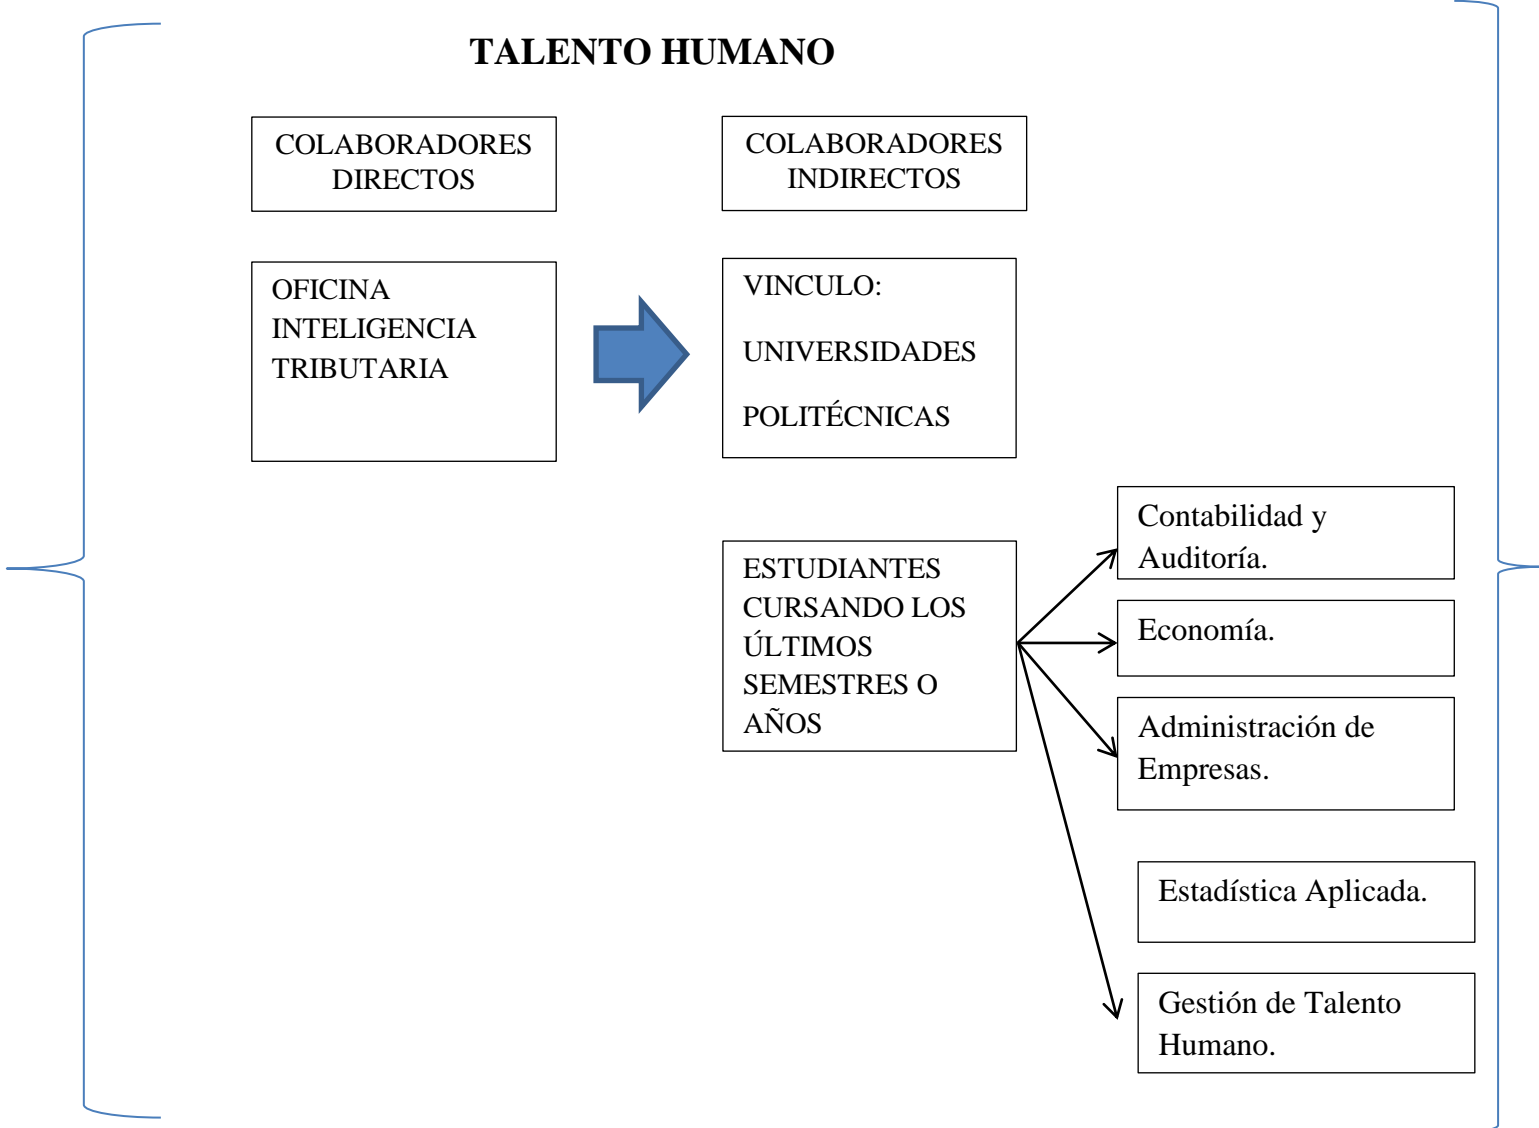 TALENTO HUMANO
COLABORADORES
DIRECTOS
COLABORADORES
INDIRECTOS
OFICINA
INTELIGENCIA
TRIBUTARIA
VINCULO:
UNIVERSIDADES
POLITÉCNICAS
ESTUDIANTES
CURSANDO LOS
ÚLTIMOS
SEMESTRES O
AÑOS
Contabilidad y
Auditoría.
Economía.
Administración de
Empresas.
Estadística Aplicada.
Gestión de Talento
Humano.